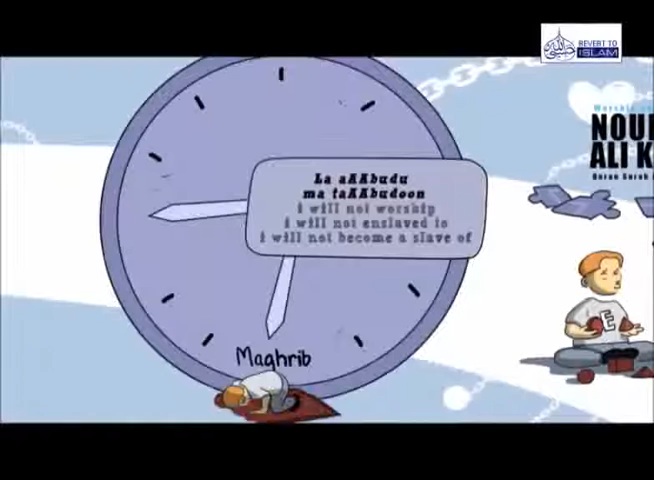 REVERT TO
ISLAM
La aAAbudu
ma taAAbudoon
i will not worship
i will not enslaved to
i will not become a slave of
NOU
ALI K
Maghrib
E